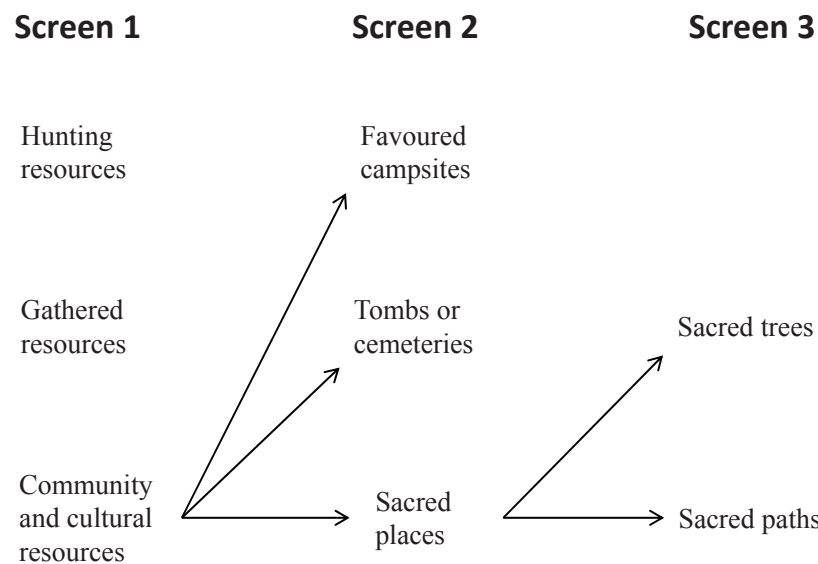 Screen 1
Screen 2
Screen 3
Hunting
resources
Favoured
campsites
Gathered
resources
Tombs or
cemeteries
Sacred trees
Community
and cultural
resources
Sacred
places
Sacred paths